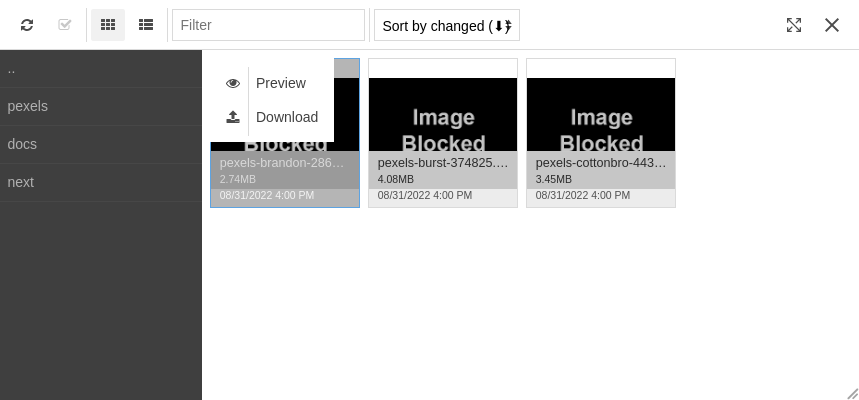 Filter
Sort by changed (⬇)
..
pexels
docs
next
Preview
Download
Blocked
pexels-brandon-286…
2.74MB
08/31/2022 4:00 PM
Image
Blocked
pexels-burst-374825.…
4.08MB
08/31/2022 4:00 PM
Image
Blocked
pexels-cottonbro-443…
3.45MB
08/31/2022 4:00 PM